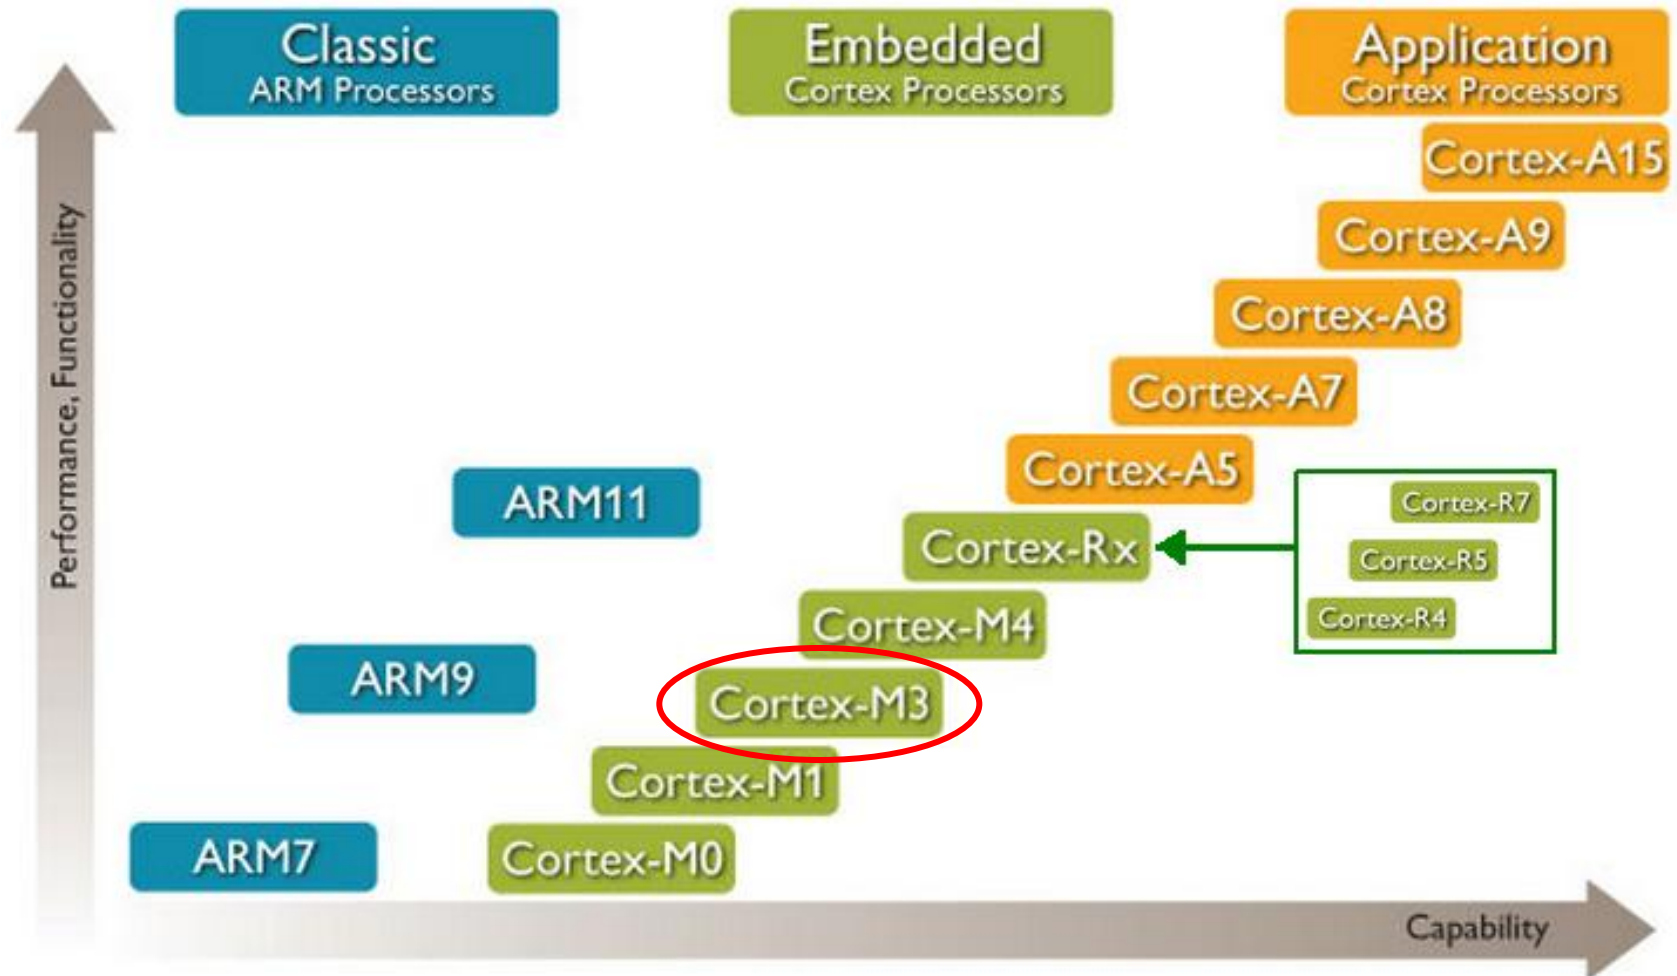 Classic
ARM Processors
Embedded
Cortex Processors
Application
Cortex Processors
Cortex-A15
Cortex-A9
Cortex-A8
Cortex-A7
Cortex-A5
ARM11
Cortex-R7
Cortex-Rx
Cortex-R5
Cortex-R4
Cortex-M4
ARM9
Cortex-M3
Cortex-M1
ARM7
Cortex-M0
Performance, Functionality
Capability